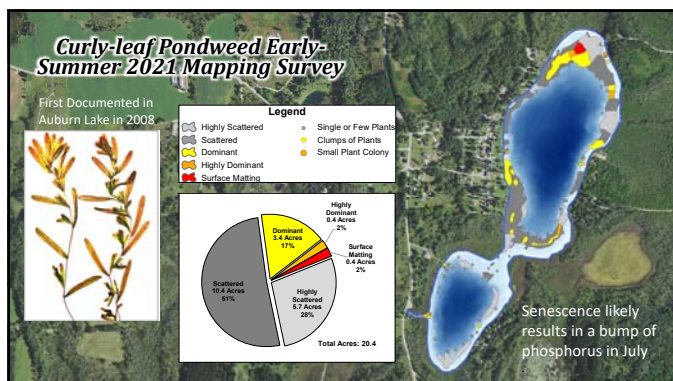 Curly-leaf Pondweed Early-
Summer 2021 Mapping Survey
First Documented in
Auburn Lake in 2008
Legend
Highly Scattered
Scattered
Dominant
Highly Dominant
Surface Matting
Single or Few Plants
Clumps of Plants
Small Plant Colony
Dominant
3.4 Acres
17%
Highly
Dominant
0.4 Acres
2%
Surface
Matting
0.4 Acres
2%
Scattered
10.4 Acres
51%
Highly
Scattered
5.7 Acres
28%
Total Acres: 20.4
Senescence likely
results in a bump of
phosphorus in July